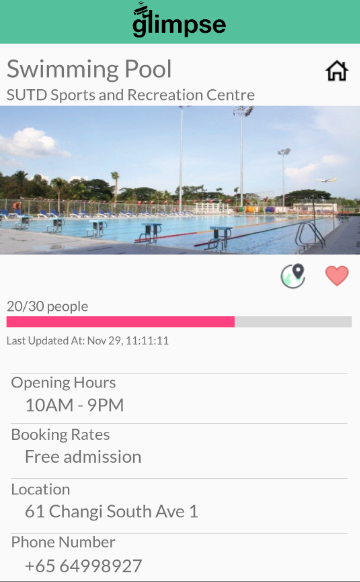 glimpse
Swimming Pool
SUTD Sports and Recreation Centre
20/30 people
Last Updated At: Nov 29, 11:11:11
Opening Hours
10AM - 9PM
Booking Rates
Free admission
Location
61 Changi South Ave 1
Phone Number
+65 64998927